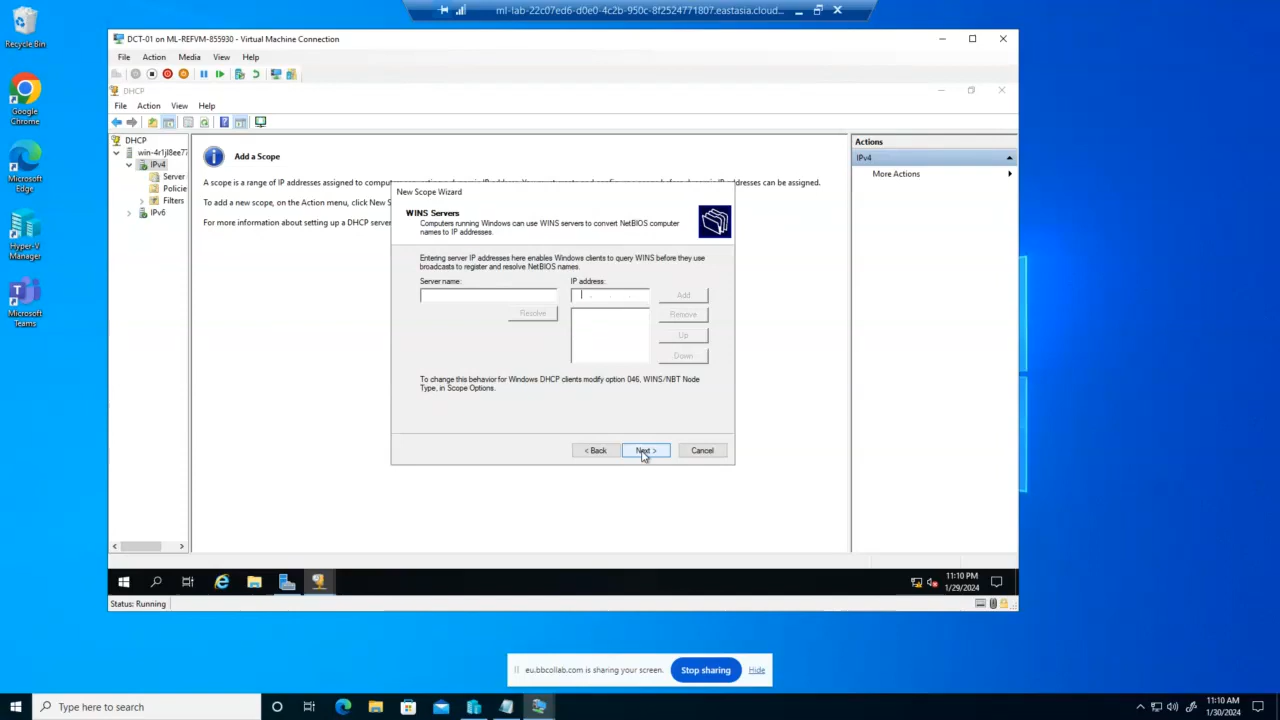 ml-lab-22c07ed6-d0e0-4c2b-950c-8f2524771807.eastasia.cloud...
Recycle Bin
Google
Chrome
Microsoft
Edge
Hyper-V
Manager
Microsoft
Teams
DCT-01 on ML-REFVM-855930 - Virtual Machine Connection
File Action Media View Help
DHCP
File Action View Help
DHCP
win-4r1jl8ee77
IPv4
Server
Policie
Filters
IPv6
Add a Scope
A scope is a range of IP addresses assigned to compu
esses can be assigned.
To add a new scope, on the Action menu, click New S
For more information about setting up a DHCP server
Actions
IPv4
More Actions
New Scope Wizard
WINS Servers
Computers running Windows can use WINS servers to convert NetBIOS computer
names to IP addresses.
Entering server IP addresses here enables Windows clients to query WINS before they use
broadcasts to register and resolve NetBIOS names.
Server name: IP address:
Add
Resolve Remove
Up
Down
To change this behavior for Windows DHCP clients modify option 046, WINS/NBT Node
Type, in Scope Options.
< Back Next > Cancel
11:10 PM
1/29/2024
Status: Running
eu.bbcollab.com is sharing your screen. Stop sharing Hide
Type here to search
11:10 AM
1/30/2024